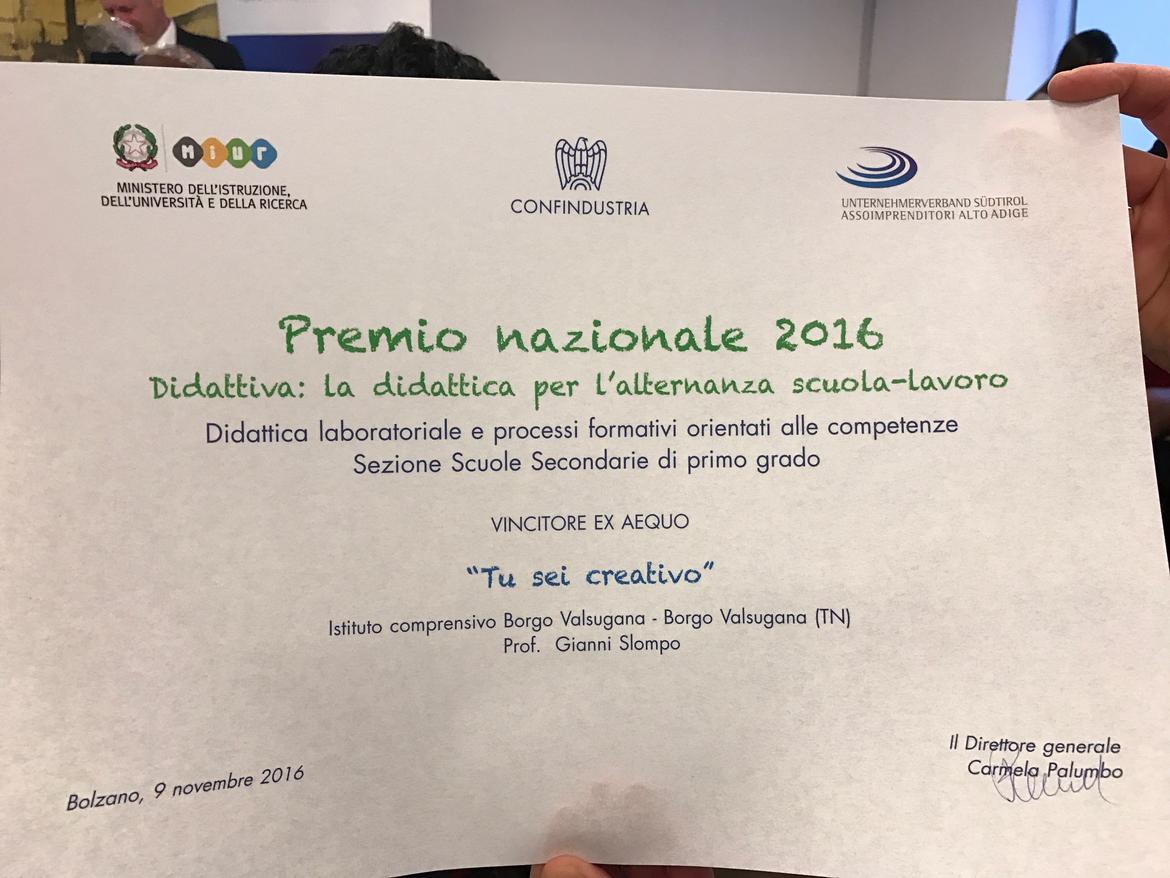 miur
MINISTERO DELL'ISTRUZIONE,
DELL'UNIVERSITÀ E DELLA RICERCA
CONFINDUSTRIA
UNTERNEHMERVERBAND SÜDTIROL
ASSOIMPRENDITORI ALTO ADIGE
Premio nazionale 2016
Didattiva: la didattica per l'alternanza scuola-lavoro
Didattica laboratoriale e processi formativi orientati alle competenze
Sezione Scuole Secondarie di primo grado
VINCITORE EX AEQUO
"Tu sei creativo"
Istituto comprensivo Borgo Valsugana - Borgo Valsugana (TN)
Prof. Gianni Slompo
Il Direttore generale
Carmela Palumbo
Bolzano, 9 novembre 2016